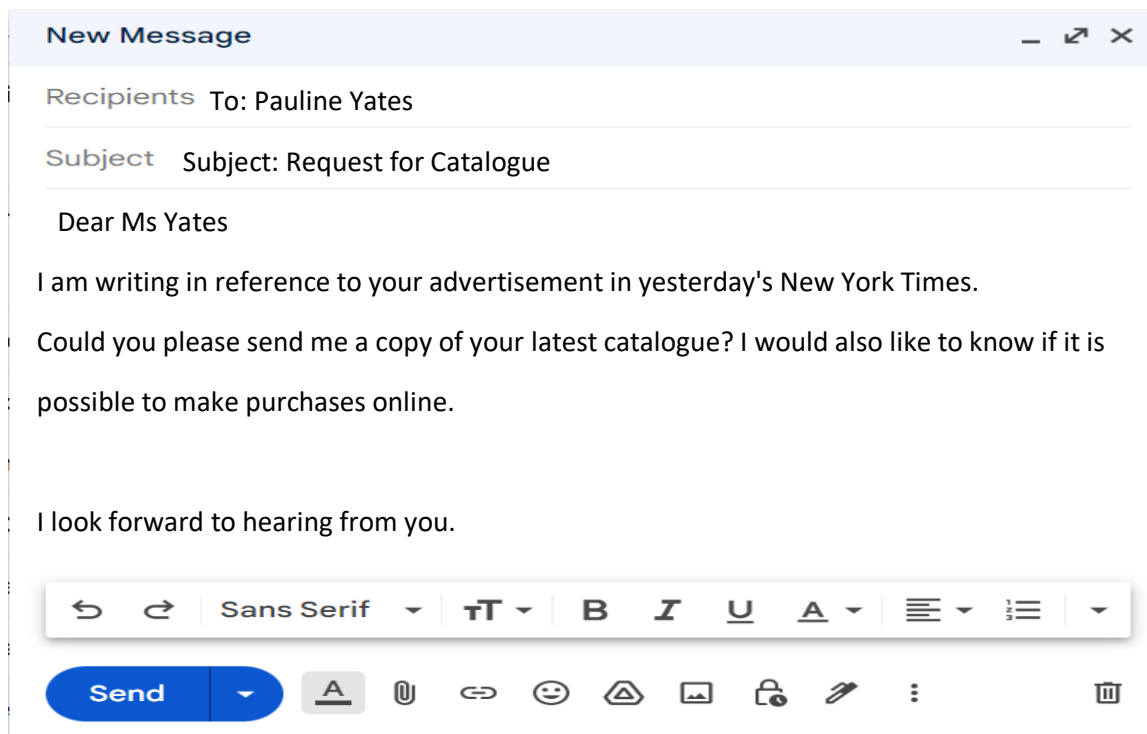 New Message
Recipients To: Pauline Yates
Subject Subject: Request for Catalogue
Dear Ms Yates
I am writing in reference to your advertisement in yesterday's New York Times.
Could you please send me a copy of your latest catalogue? I would also like to know if it is
possible to make purchases online.
I look forward to hearing from you.
Sans Serif TT B I U A
Send A